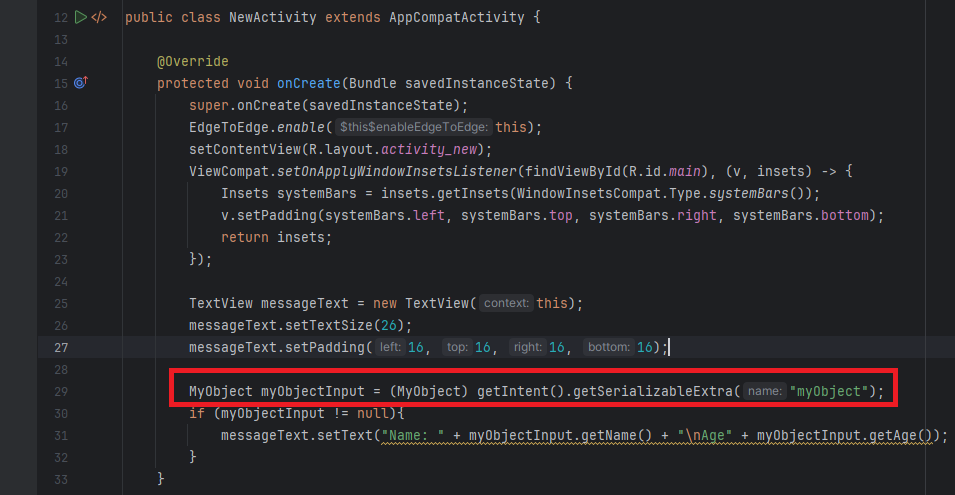 12 public class NewActivity extends AppCompatActivity {
13
14 @Override
15 protected void onCreate(Bundle savedInstanceState) {
16 super.onCreate(savedInstanceState);
17 EdgeToEdge.enable( $this$enableEdgeToEdge: this);
18 setContentView(R.layout.activity_new);
19 ViewCompat.setOnApplyWindowInsetsListener(findViewById(R.id.main), (v, insets) -> {
20 Insets systemBars = insets.getInsets(WindowInsetsCompat.Type.systemBars());
21 v.setPadding(systemBars.left, systemBars.top, systemBars.right, systemBars.bottom);
22 return insets;
23 });
24
25 TextView messageText = new TextView( context: this);
26 messageText.setTextSize(26);
27 messageText.setPadding( left: 16, top: 16, right: 16, bottom: 16);
28
29 MyObject myObjectInput = (MyObject) getIntent().getSerializableExtra( name: "myObject");
30 if (myObjectInput != null){
31 messageText.setText("Name: " + myObjectInput.getName() + "\nAge" + myObjectInput.getAge());
32 }
33 }